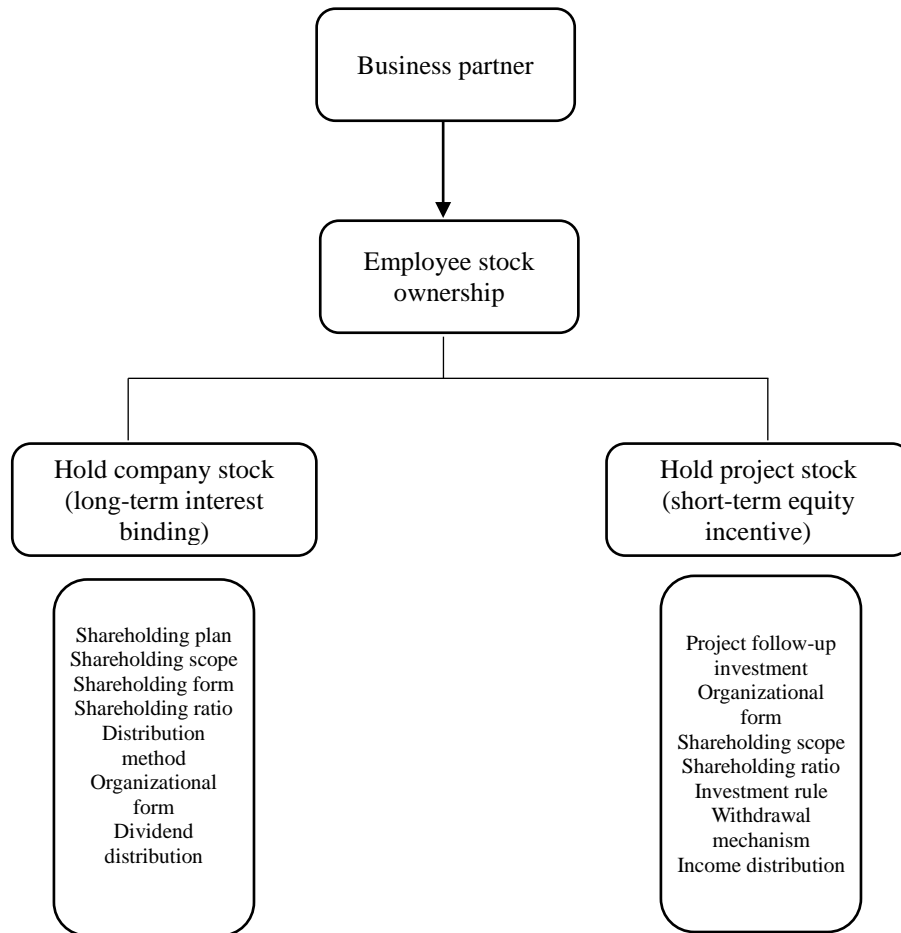 Business partner
Employee stock
ownership
Hold company stock
(long-term interest
binding)
Hold project stock
(short-term equity
incentive)
Shareholding plan
Shareholding scope
Shareholding form
Shareholding ratio
Distribution
method
Organizational
form
Dividend
distribution
Project follow-up
investment
Organizational
form
Shareholding scope
Shareholding ratio
Investment rule
Withdrawal
mechanism
Income distribution